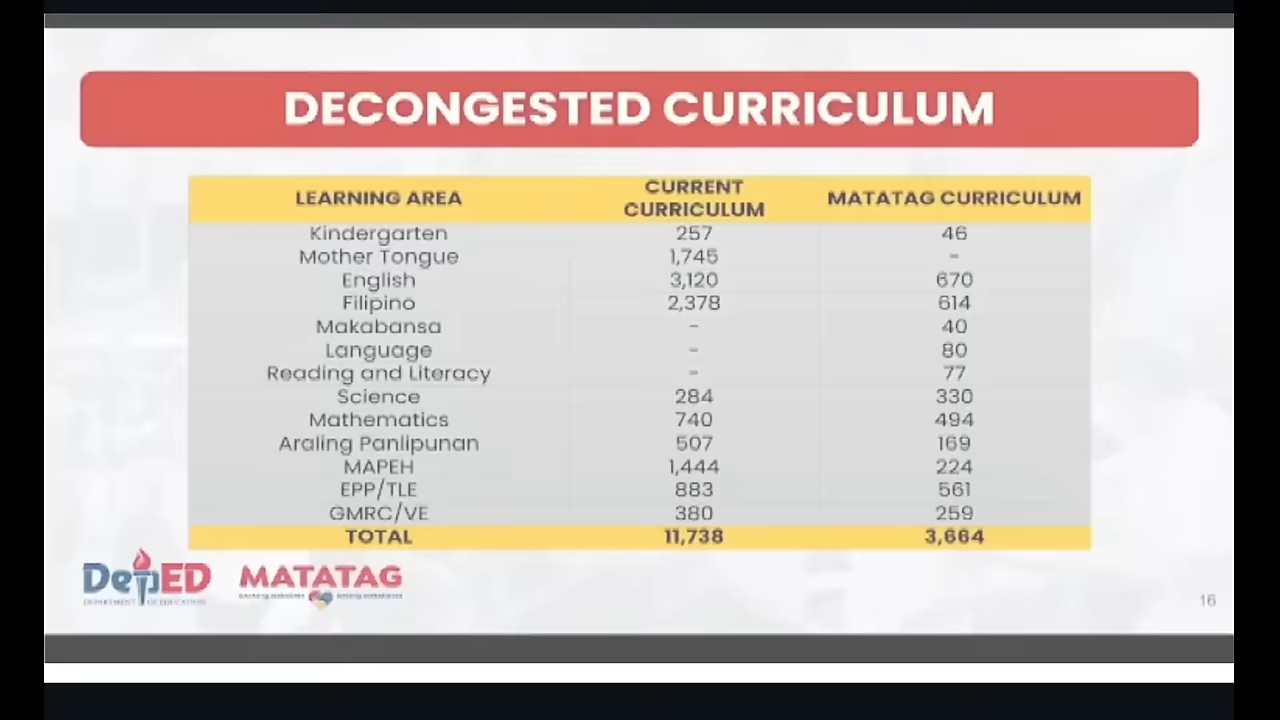 DECONGESTED CURRICULUM
LEARNING AREA CURRENT CURRICULUM MATATAG CURRICULUM
Kindergarten 257 46
Mother Tongue 1,745 -
English 3,120 670
Filipino 2,378 614
Makabansa - 40
Language - 80
Reading and Literacy - 77
Science 284 330
Mathematics 740 494
Araling Panlipunan 507 169
MAPEH 1,444 224
EPP/TLE 883 561
GMRC/VE 380 259
TOTAL 11,738 3,664
DepED MATATAG
DEPARTMENT OF EDUCATION
16